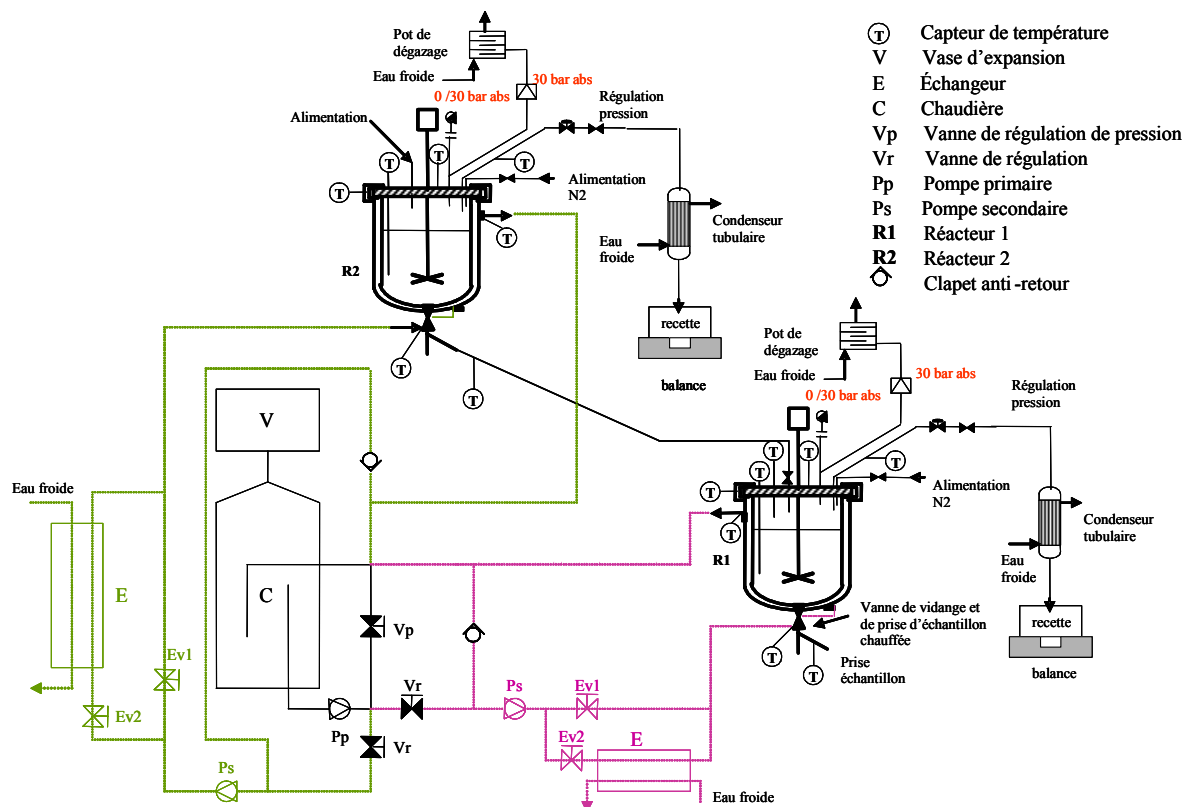 Pot de
dégazage
Eau froide
30 bar abs
0 /30 bar abs
Régulation
pression
Alimentation
T
T
T
T
Alimentation
N2
T
Condenseur
tubulaire
Eau
froide
R2
recette
balance
T
T
T Capteur de température
V Vase d'expansion
E Échangeur
C Chaudière
Vp Vanne de régulation de pression
Vr Vanne de régulation
Pp Pompe primaire
Ps Pompe secondaire
R1 Réacteur 1
R2 Réacteur 2
Clapet anti-retour
Pot de
dégazage
Eau froide
30 bar abs
0 /30 bar abs
Régulation
pression
T
T
T
T
T
Alimentation
N2
T
R1
Condenseur
tubulaire
Eau
froide
recette
balance
Vanne de vidange et
de prise d'échantillon
chauffée
T
T
Prise
échantillon
V
Eau froide
E
C
Ev1
Ev2
Vp
Pp
Vr
Vr
Ps
Ps
Ev1
Ev2
E
Eau froide